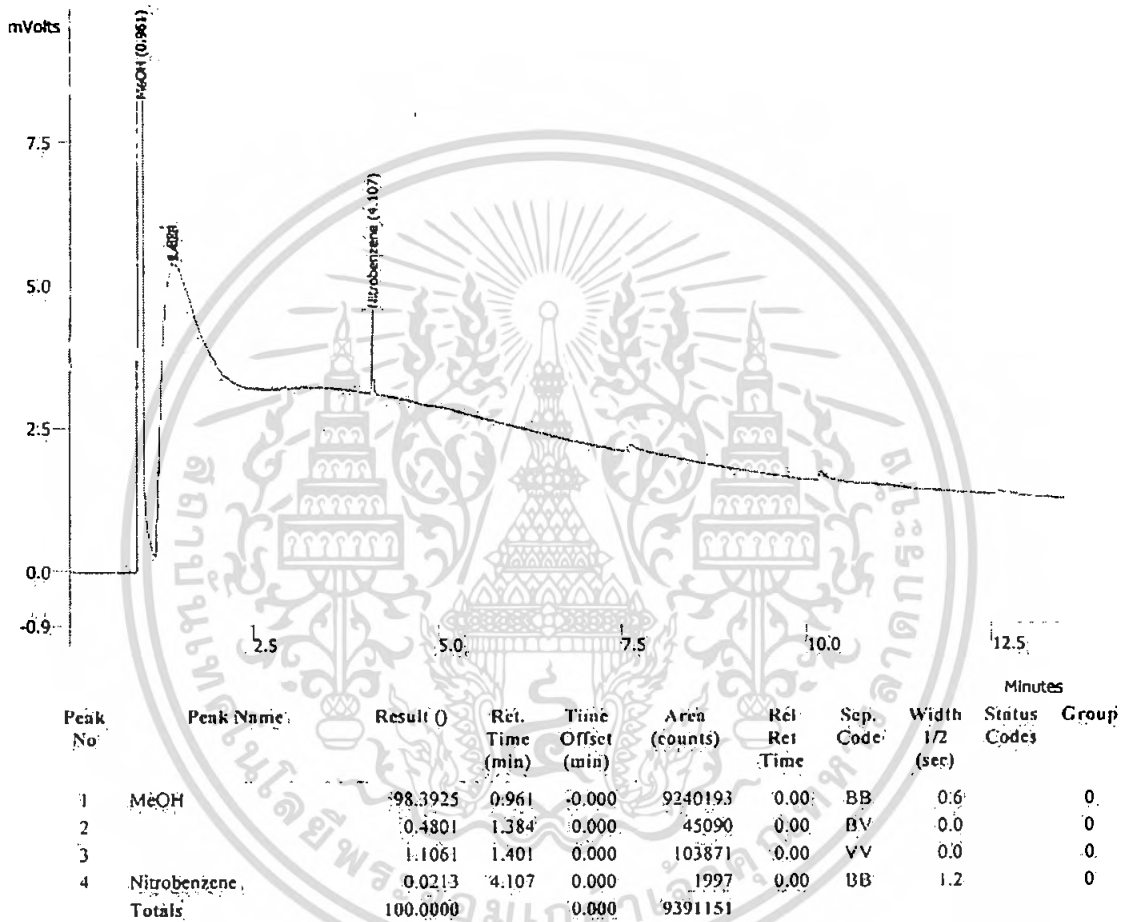 mVolts
MeOH (0.961)
7.5
Nitrobenzene (4.107)
5.0
2.5
0.0
-0.9
2.5 5.0 7.5 10.0 12.5
Minutes
Peak No Peak Name Result () Ret. Time (min) Time Offset (min) Area (counts) Rel Ret Time Sep. Code Width 1/2 (sec) Status Codes Group
1 MeOH 98.3925 0.961 -0.000 9240193 0.00 BB 0.6 0
2 0.4801 1.384 0.000 45090 0.00 BV 0.0 0
3 1.1061 1.401 0.000 103871 0.00 VV 0.0 0
4 Nitrobenzene 0.0213 4.107 0.000 1997 0.00 BB 1.2 0
Totals 100.0000 0.000 9391151